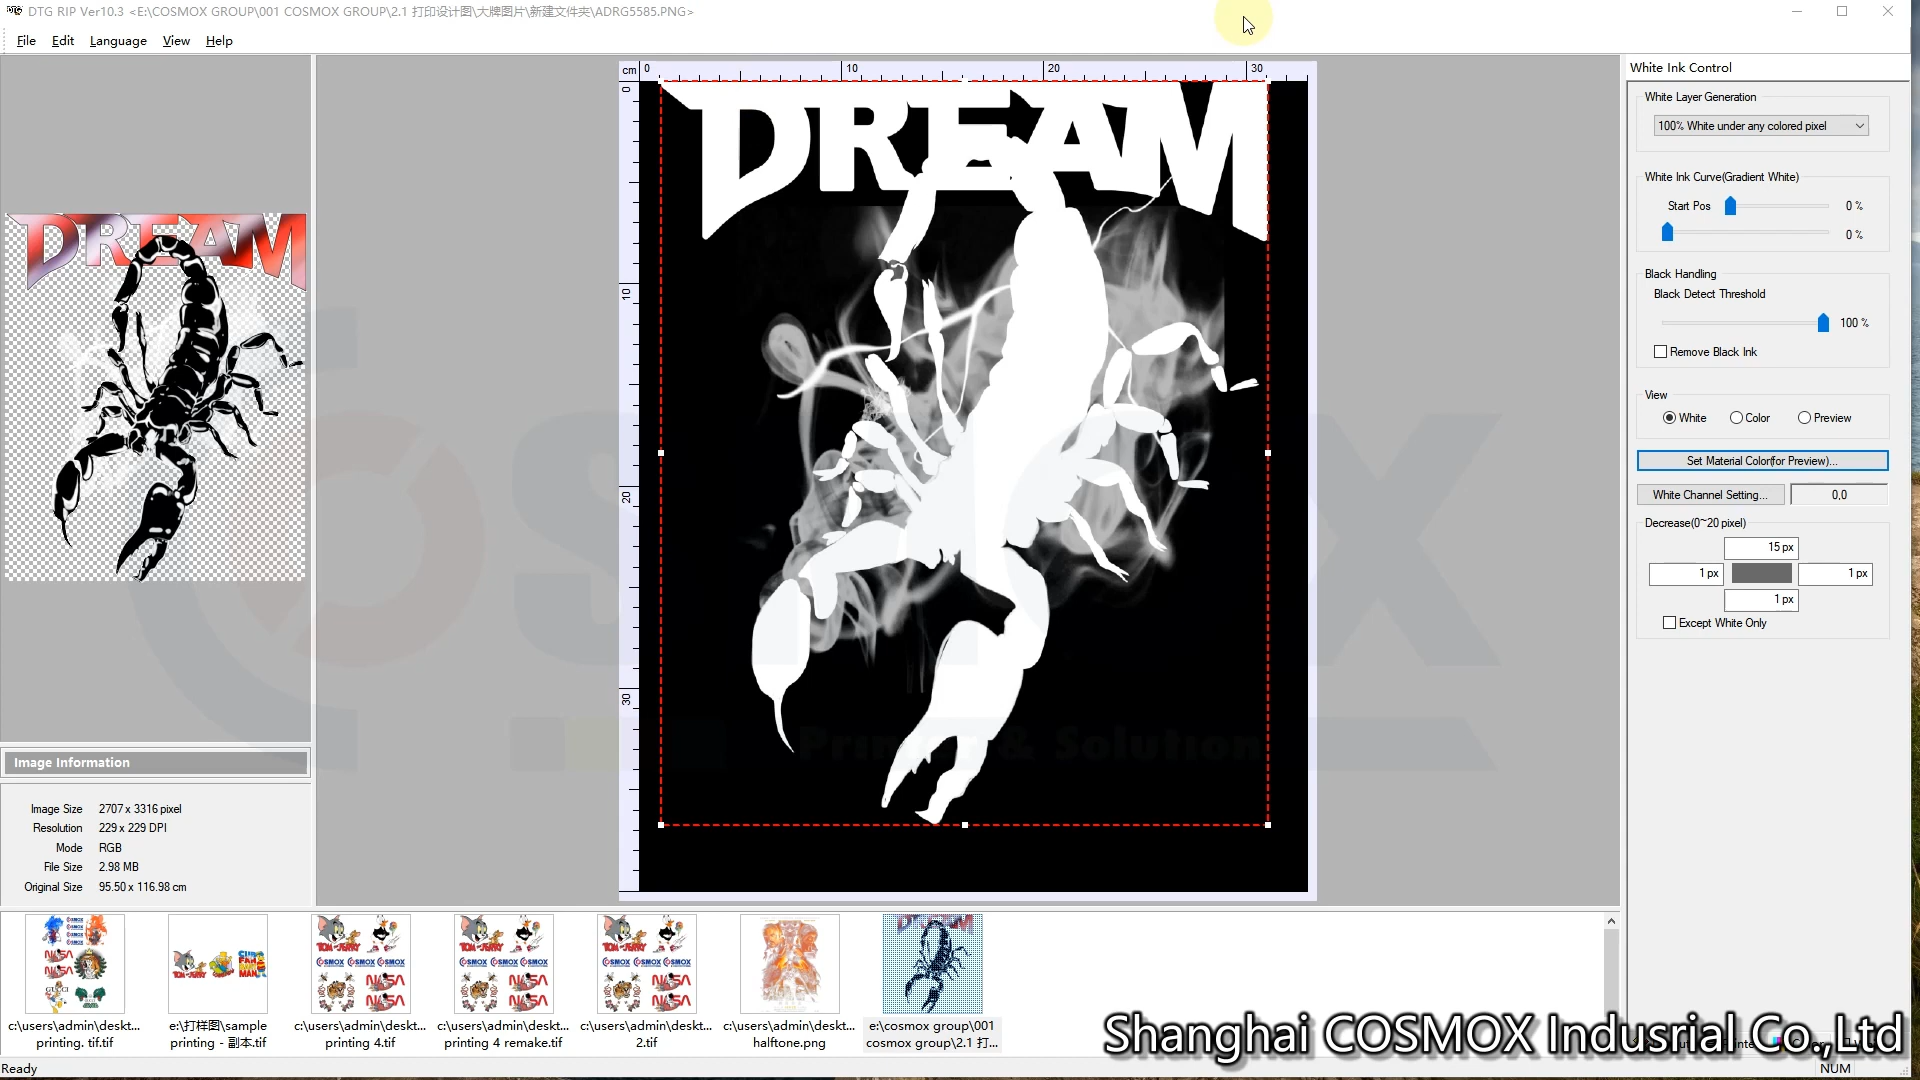 DTG RIP Ver10.3 <E:\COSMOX GROUP\001 COSMOX GROUP\2.1 打印设计图\大牌图片\新建文件夹\ADRG5585.PNG>
File Edit Language View Help
cm 0 10 20 30
0
10
20
30
DREAM
DREAM
Printer & Solution
White Ink Control
White Layer Generation
100% White under any colored pixel
White Ink Curve(Gradient White)
Start Pos 0 %
0 %
Black Handling
Black Detect Threshold
100 %
Remove Black Ink
View
White Color Preview
Set Material Color(for Preview)...
White Channel Setting... 0,0
Decrease(0~20 pixel)
15 px
1 px 1 px
1 px
Except White Only
Image Information
Image Size 2707 x 3316 pixel
Resolution 229 x 229 DPI
Mode RGB
File Size 2.98 MB
Original Size 95.50 x 116.98 cm
c:\users\admin\deskt...
printing. tif.tif
e:\打样图\sample
printing - 副本.tif
c:\users\admin\deskt...
printing 4.tif
c:\users\admin\deskt...
printing 4 remake.tif
c:\users\admin\deskt...
2.tif
c:\users\admin\deskt...
halftone.png
e:\cosmox group\001
cosmox group\2.1 打...
Shanghai COSMOX Indusrial Co.,Ltd
Ready
NUM